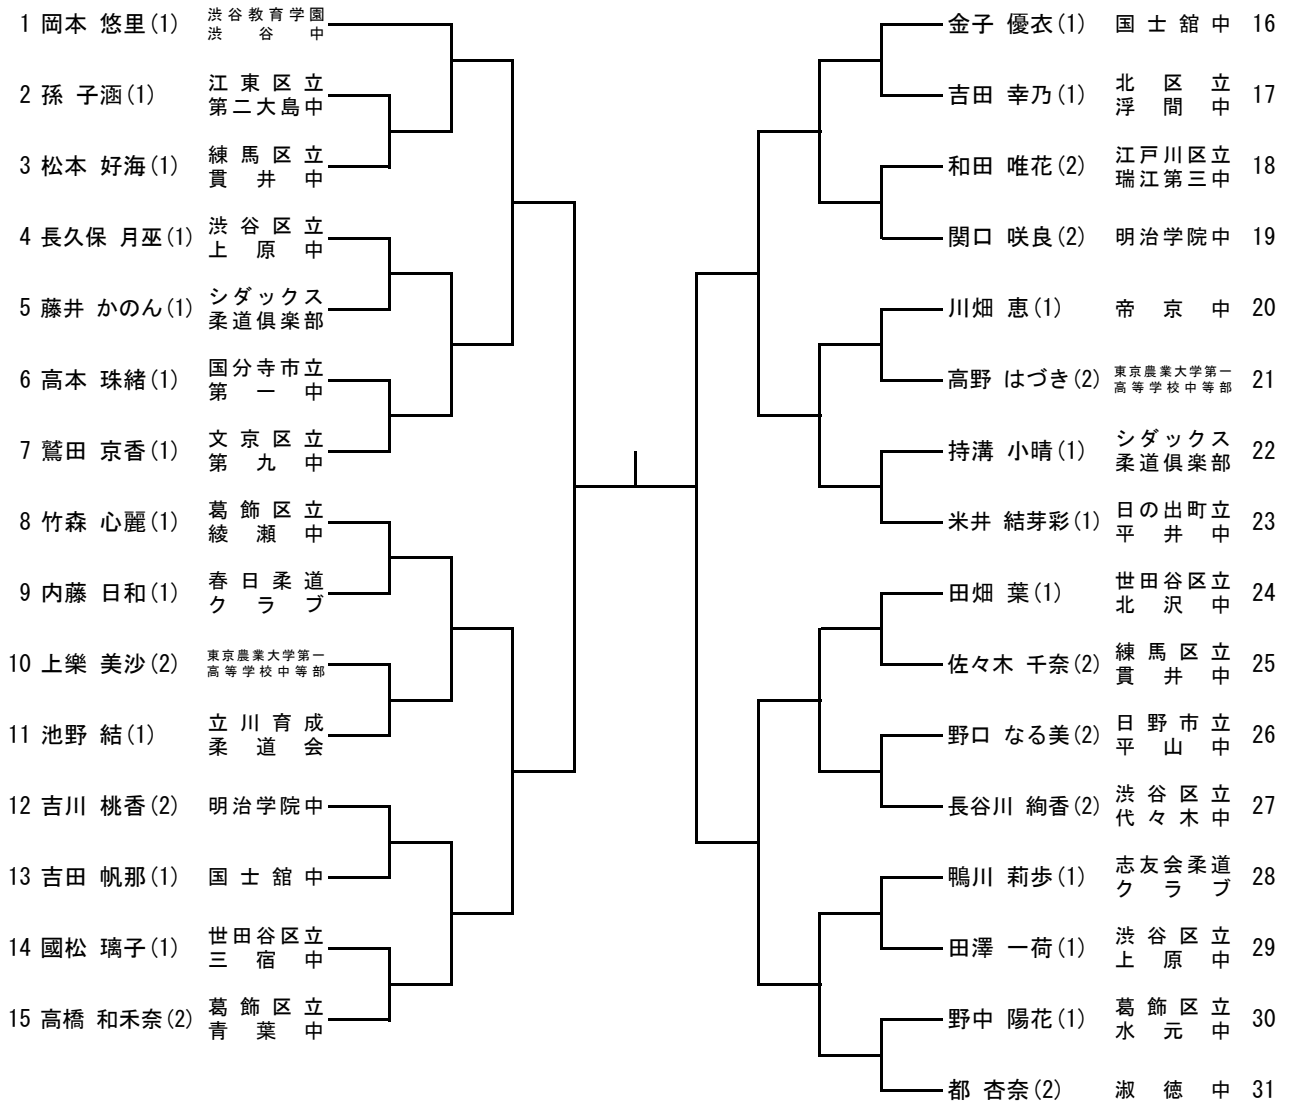 1 岡本 悠里(1) 渋谷教育学園
渋谷中
2 孫 子涵(1) 江東区立
第二大島中
3 松本 好海(1) 練馬区立
貫井中
4 長久保 月巫(1) 渋谷区立
上原中
5 藤井 かのん(1) シダックス
柔道倶楽部
6 高本 珠緒(1) 国分寺市立
第一中
7 鷲田 京香(1) 文京区立
第九中
8 竹森 心麗(1) 葛飾区立
綾瀬中
9 内藤 日和(1) 春日柔道
クラブ
10 上樂 美沙(2) 東京農業大学第一
高等学校中等部
11 池野 結(1) 立川育成
柔道会
12 吉川 桃香(2) 明治学院中
13 吉田 帆那(1) 国士舘中
14 國松 璃子(1) 世田谷区立
三宿中
15 高橋 和禾奈(2) 葛飾区立
青葉中
金子 優衣(1) 国士舘中 16
吉田 幸乃(1) 北区立
浮間中 17
和田 唯花(2) 江戸川区立
瑞江第三中 18
関口 咲良(2) 明治学院中 19
川畑 恵(1) 帝京中 20
高野 はづき(2) 東京農業大学第一
高等学校中等部 21
持溝 小晴(1) シダックス
柔道倶楽部 22
米井 結芽彩(1) 日の出町立
平井中 23
田畑 葉(1) 世田谷区立
北沢中 24
佐々木 千奈(2) 練馬区立
貫井中 25
野口 なる美(2) 日野市立
平山中 26
長谷川 絢香(2) 渋谷区立
代々木中 27
鴨川 莉歩(1) 志友会柔道
クラブ 28
田澤 一荷(1) 渋谷区立
上原中 29
野中 陽花(1) 葛飾区立
水元中 30
都 杏奈(2) 淑徳中 31